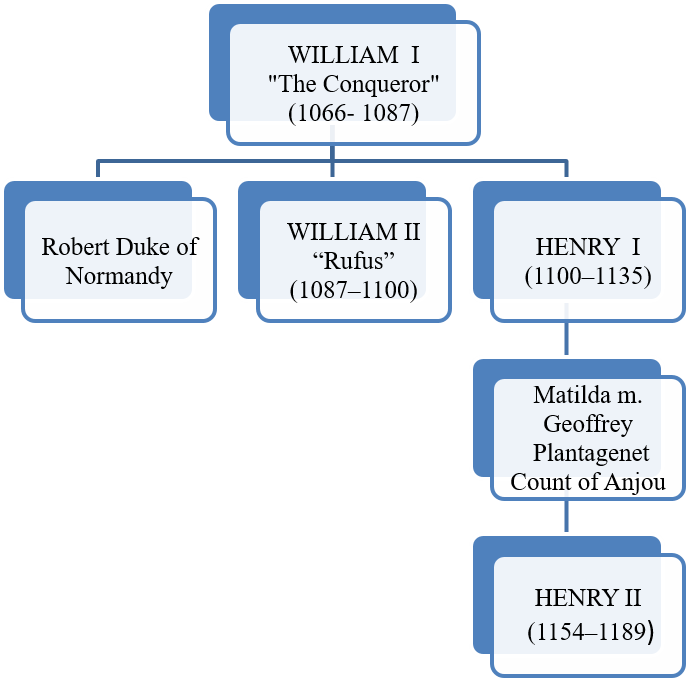 WILLIAM I
"The Conqueror"
(1066- 1087)
Robert Duke of
Normandy
WILLIAM II
“Rufus”
(1087–1100)
HENRY I
(1100–1135)
Matilda m.
Geoffrey
Plantagenet
Count of Anjou
HENRY II
(1154–1189)